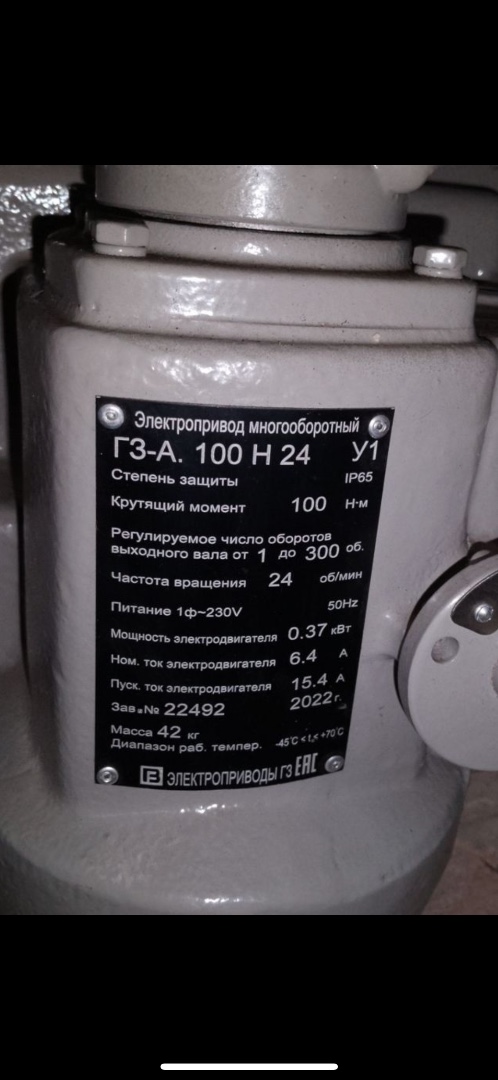 Электропривод многооборотный
ГЗ-А. 100 Н 24 У1
Степень защиты IP65
Крутящий момент 100 Н·м
Регулируемое число оборотов
выходного вала от 1 до 300 об.
Частота вращения 24 об/мин
Питание 1ф~230V 50Hz
Мощность электродвигателя 0.37 кВт
Ном. ток электродвигателя 6.4 А
Пуск. ток электродвигателя 15.4 А
Зав.№ 22492 2022г.
Масса 42 кг
Диапазон раб. темпер. -45°С < t,< +70°С
ЭЛЕКТРОПРИВОДЫ ГЗ ЕАС